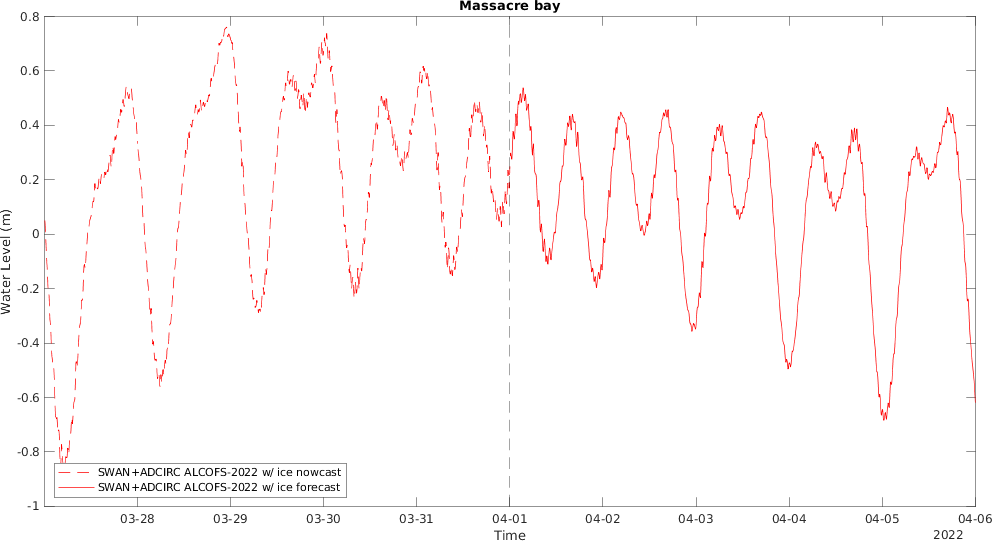 Massacre bay
0.8
0.6
0.4
0.2
0
-0.2
-0.4
-0.6
-0.8
-1
Water Level (m)
SWAN+ADCIRC ALCOFS-2022 w/ ice nowcast
SWAN+ADCIRC ALCOFS-2022 w/ ice forecast
03-28 03-29 03-30 03-31 04-01 04-02 04-03 04-04 04-05 04-06
Time
2022